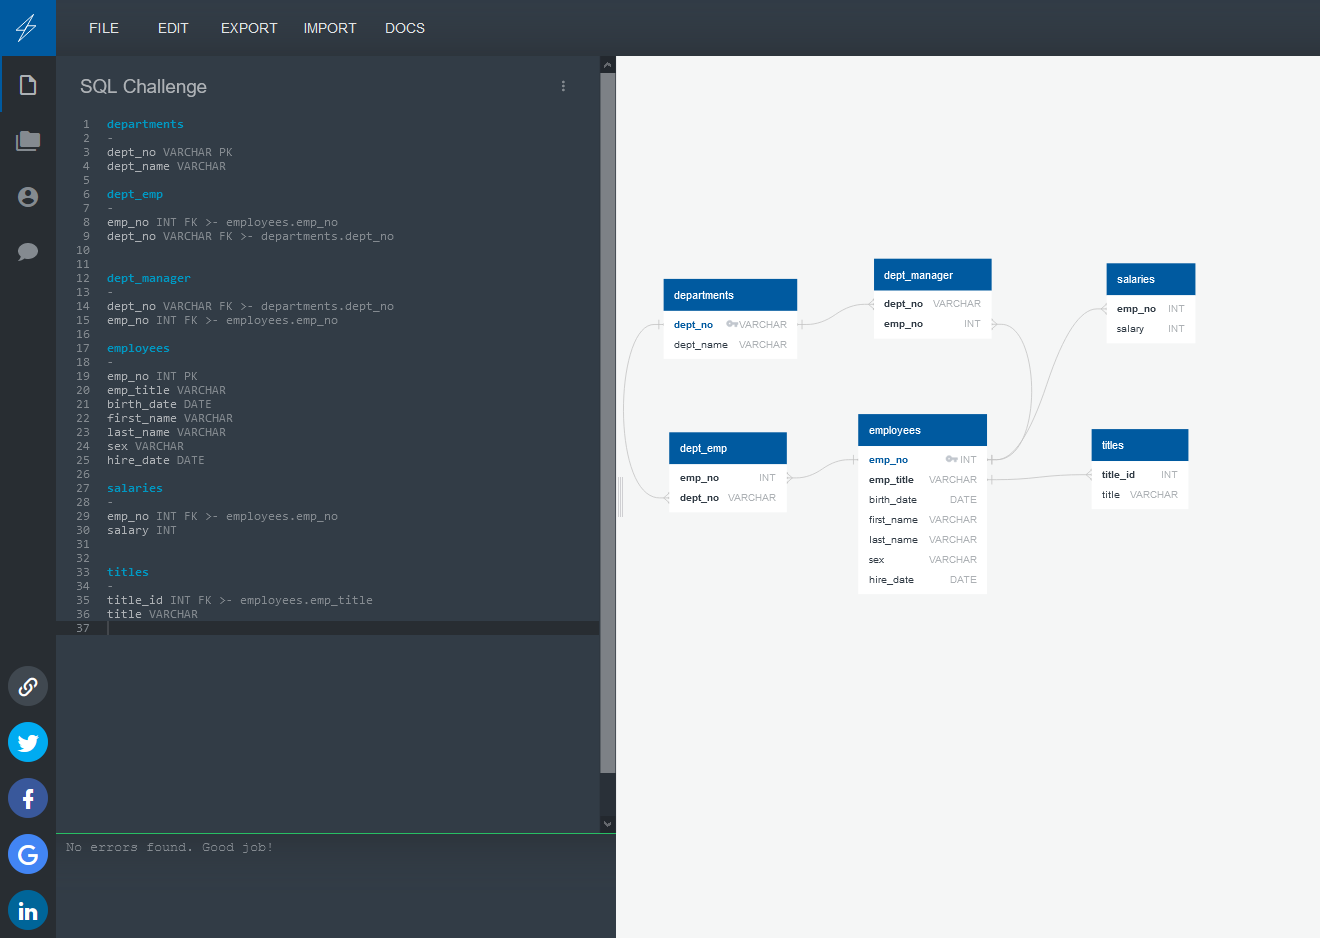 FILE EDIT EXPORT IMPORT DOCS
SQL Challenge
1 departments
2 -
3 dept_no VARCHAR PK
4 dept_name VARCHAR
5
6 dept_emp
7 -
8 emp_no INT FK >- employees.emp_no
9 dept_no VARCHAR FK >- departments.dept_no
10
11
12 dept_manager
13 -
14 dept_no VARCHAR FK >- departments.dept_no
15 emp_no INT FK >- employees.emp_no
16
17 employees
18 -
19 emp_no INT PK
20 emp_title VARCHAR
21 birth_date DATE
22 first_name VARCHAR
23 last_name VARCHAR
24 sex VARCHAR
25 hire_date DATE
26
27 salaries
28 -
29 emp_no INT FK >- employees.emp_no
30 salary INT
31
32
33 titles
34 -
35 title_id INT FK >- employees.emp_title
36 title VARCHAR
37
No errors found. Good job!
departments
dept_no VARCHAR
dept_name VARCHAR
dept_manager
dept_no VARCHAR
emp_no INT
salaries
emp_no INT
salary INT
dept_emp
emp_no INT
dept_no VARCHAR
employees
emp_no INT
emp_title VARCHAR
birth_date DATE
first_name VARCHAR
last_name VARCHAR
sex VARCHAR
hire_date DATE
titles
title_id INT
title VARCHAR
f
G
in